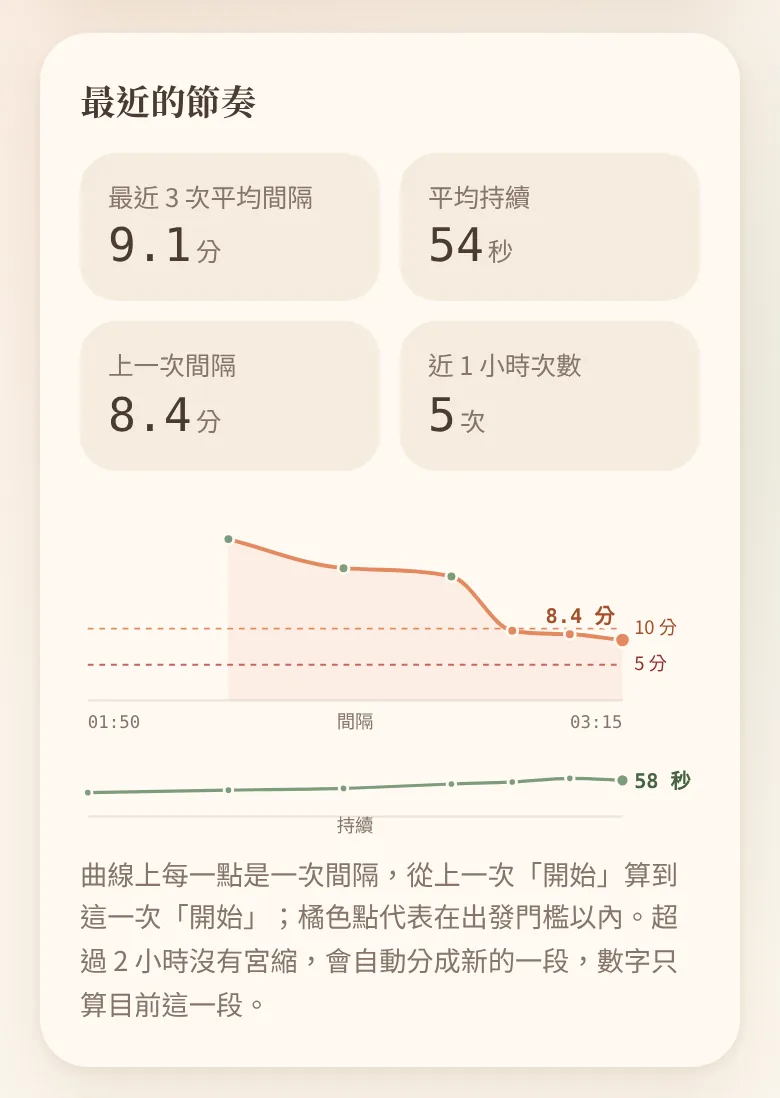 最近的節奏
最近 3 次平均間隔
9.1 分
平均持續
54 秒
上一次間隔
8.4 分
近 1 小時次數
5 次
8.4 分
10 分
5 分
01:50
間隔
03:15
58 秒
持續
曲線上每一點是一次間隔，從上一次「開始」算到
這一次「開始」；橘色點代表在出發門檻以內。超
過 2 小時沒有宮縮，會自動分成新的一段，數字只
算目前這一段。